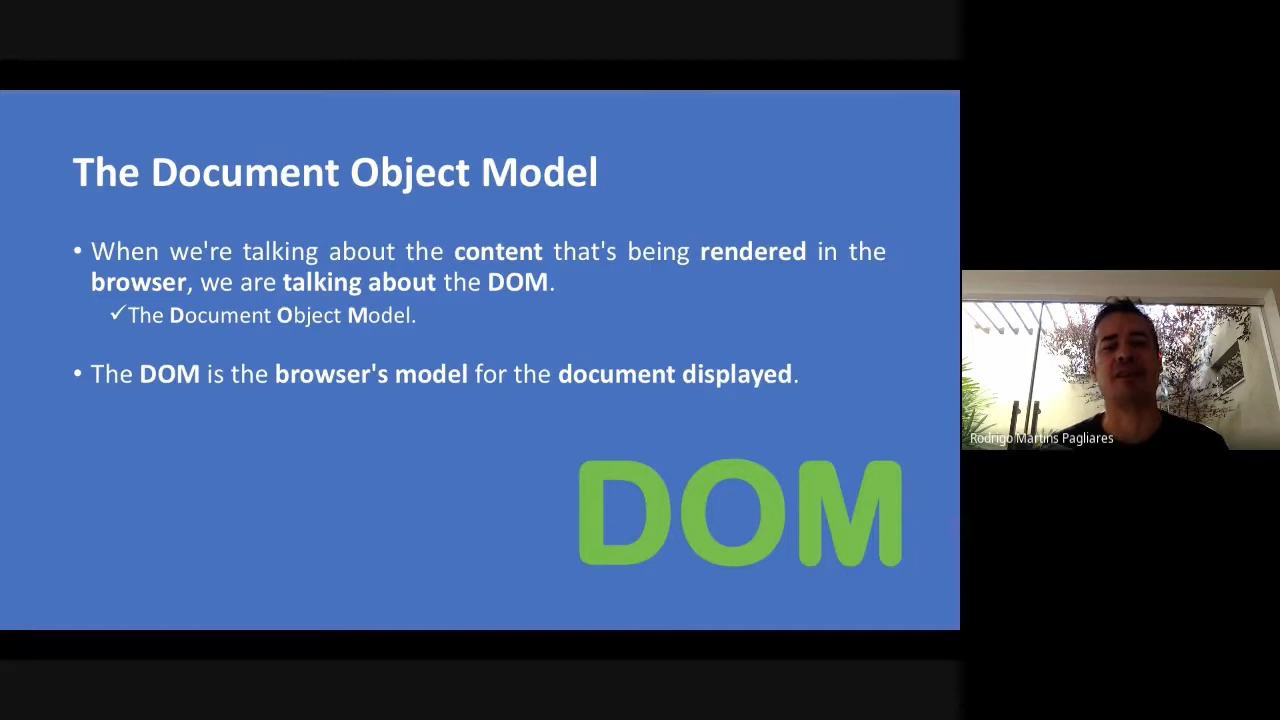 The Document Object Model
• When we're talking about the content that's being rendered in the
browser, we are talking about the DOM.
✓The Document Object Model.
• The DOM is the browser's model for the document displayed.
DOM
Rodrigo Martins Pagliares